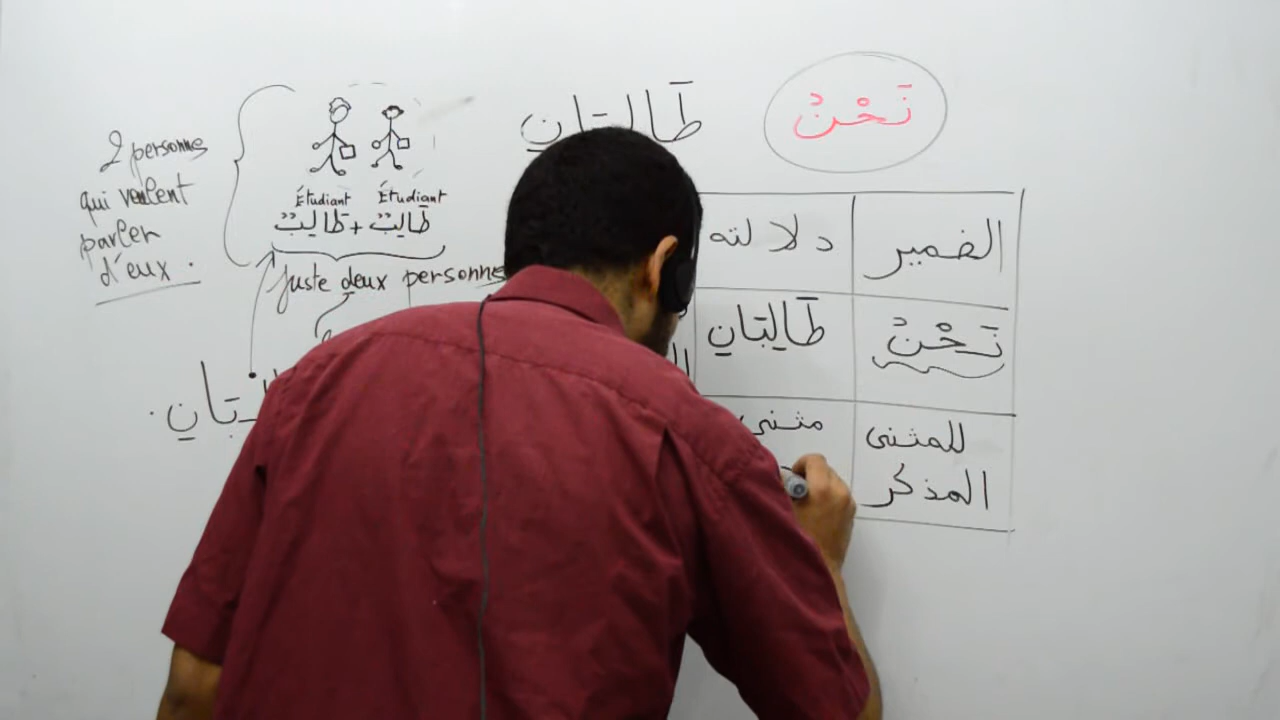 نَحْنُ طَالِبَانِ
2 personnes
qui veulent
parler
d'eux.
Étudiant Étudiant
طَالِبٌ + طَالِبٌ
Juste deux personnes
الضمير
دلالته
نَحْنُ
طَالِبَانِ
للمثنى
المذكر
مثنى